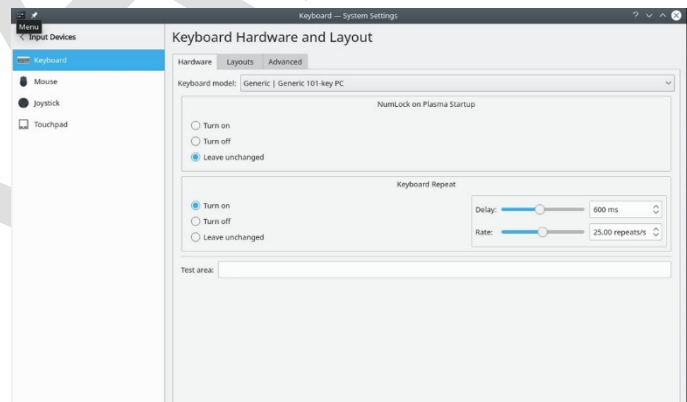 Keyboard — System Settings
Menu
Input Devices
Keyboard Hardware and Layout
Keyboard
Mouse
Joystick
Touchpad
Hardware Layouts Advanced
Keyboard model: Generic | Generic 101-key PC
NumLock on Plasma Startup
Turn on
Turn off
Leave unchanged
Keyboard Repeat
Turn on
Turn off
Leave unchanged
Delay: 600 ms
Rate: 25.00 repeats/s
Test area: